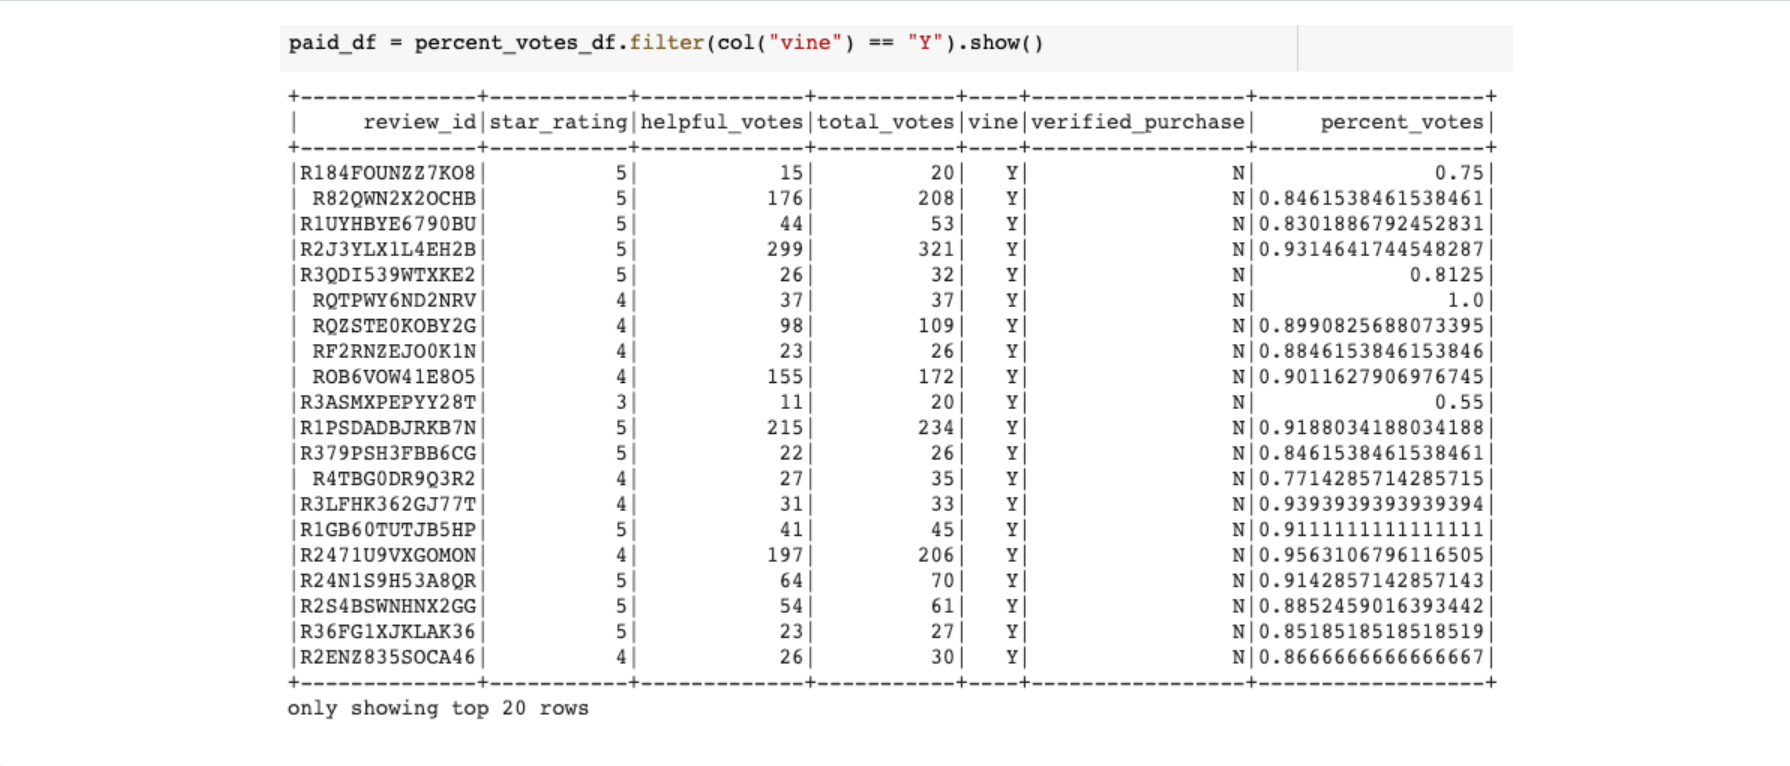 paid_df = percent_votes_df.filter(col("vine") == "Y").show()
+--------------+-----------+-------------+-----------+----+-----------------+------------------+
|     review_id|star_rating|helpful_votes|total_votes|vine|verified_purchase|     percent_votes|
+--------------+-----------+-------------+-----------+----+-----------------+------------------+
|R184FOUNZZ7KO8|          5|           15|         20|   Y|                N|              0.75|
| R82QWN2X2OCHB|          5|          176|        208|   Y|                N|0.8461538461538461|
|R1UYHBYE6790BU|          5|           44|         53|   Y|                N|0.8301886792452831|
|R2J3YLX1L4EH2B|          5|          299|        321|   Y|                N|0.9314641744548287|
|R3QDI539WTXKE2|          5|           26|         32|   Y|                N|            0.8125|
| RQTPWY6ND2NRV|          4|           37|         37|   Y|                N|               1.0|
| RQZSTE0KOBY2G|          4|           98|        109|   Y|                N|0.8990825688073395|
| RF2RNZEJO0K1N|          4|           23|         26|   Y|                N|0.8846153846153846|
| ROB6VOW41E8O5|          4|          155|        172|   Y|                N|0.9011627906976745|
|R3ASMXPEPYY28T|          3|           11|         20|   Y|                N|              0.55|
|R1PSDADBJRKB7N|          5|          215|        234|   Y|                N|0.9188034188034188|
|R379PSH3FBB6CG|          5|           22|         26|   Y|                N|0.8461538461538461|
| R4TBG0DR9Q3R2|          4|           27|         35|   Y|                N|0.7714285714285715|
|R3LFHK362GJ77T|          4|           31|         33|   Y|                N|0.9393939393939394|
|R1GB60TUTJB5HP|          5|           41|         45|   Y|                N|0.9111111111111111|
|R2471U9VXGOMON|          4|          197|        206|   Y|                N|0.9563106796116505|
|R24N1S9H53A8QR|          5|           64|         70|   Y|                N|0.9142857142857143|
|R2S4BSWNHNX2GG|          5|           54|         61|   Y|                N|0.8852459016393442|
|R36FG1XJKLAK36|          5|           23|         27|   Y|                N|0.8518518518518519|
|R2ENZ835SOCA46|          4|           26|         30|   Y|                N|0.8666666666666667|
+--------------+-----------+-------------+-----------+----+-----------------+------------------+
only showing top 20 rows